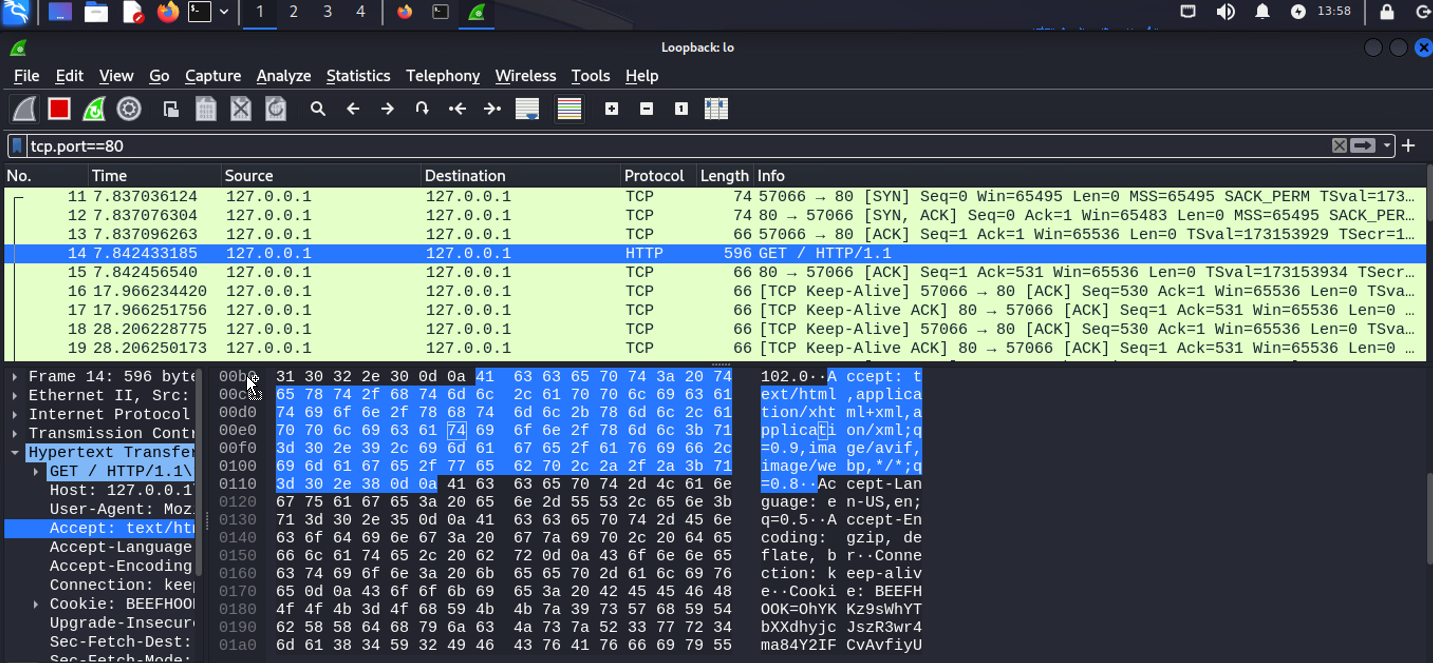 1 2 3 4 13:58
Loopback: lo
File Edit View Go Capture Analyze Statistics Telephony Wireless Tools Help
tcp.port==80
No. Time Source Destination Protocol Length Info
11 7.837036124 127.0.0.1 127.0.0.1 TCP 74 57066 → 80 [SYN] Seq=0 Win=65495 Len=0 MSS=65495 SACK_PERM TSval=173…
12 7.837076304 127.0.0.1 127.0.0.1 TCP 74 80 → 57066 [SYN, ACK] Seq=0 Ack=1 Win=65483 Len=0 MSS=65495 SACK_PER…
13 7.837096263 127.0.0.1 127.0.0.1 TCP 66 57066 → 80 [ACK] Seq=1 Ack=1 Win=65536 Len=0 TSval=173153929 TSecr=1…
14 7.842433185 127.0.0.1 127.0.0.1 HTTP 596 GET / HTTP/1.1
15 7.842456540 127.0.0.1 127.0.0.1 TCP 66 80 → 57066 [ACK] Seq=1 Ack=531 Win=65536 Len=0 TSval=173153934 TSecr…
16 17.966234420 127.0.0.1 127.0.0.1 TCP 66 [TCP Keep-Alive] 57066 → 80 [ACK] Seq=530 Ack=1 Win=65536 Len=0 TSva…
17 17.966251756 127.0.0.1 127.0.0.1 TCP 66 [TCP Keep-Alive ACK] 80 → 57066 [ACK] Seq=1 Ack=531 Win=65536 Len=0 …
18 28.206228775 127.0.0.1 127.0.0.1 TCP 66 [TCP Keep-Alive] 57066 → 80 [ACK] Seq=530 Ack=1 Win=65536 Len=0 TSva…
19 28.206250173 127.0.0.1 127.0.0.1 TCP 66 [TCP Keep-Alive ACK] 80 → 57066 [ACK] Seq=1 Ack=531 Win=65536 Len=0 …
Frame 14: 596 byte
Ethernet II, Src:
Internet Protocol
Transmission Cont
Hypertext Transfe
GET / HTTP/1.1\
Host: 127.0.0.1
User-Agent: Moz
Accept: text/ht
Accept-Language
Accept-Encoding
Connection: kee
Cookie: BEEFHOO
Upgrade-Insecur
Sec-Fetch-Dest:
Sec-Fetch-Mode:
31 30 32 2e 30 0d 0a 41 63 63 65 70 74 3a 20 74 102.0··A ccept: t
65 78 74 2f 68 74 6d 6c 2c 61 70 70 6c 69 63 61 ext/html ,applica
00d0 74 69 6f 6e 2f 78 68 74 6d 6c 2b 78 6d 6c 2c 61 tion/xht ml+xml,a
00e0 70 70 6c 69 63 61 74 69 6f 6e 2f 78 6d 6c 3b 71 pplicati on/xml;q
00f0 3d 30 2e 39 2c 69 6d 61 67 65 2f 61 76 69 66 2c =0.9,ima ge/avif,
0100 69 6d 61 67 65 2f 77 65 62 70 2c 2a 2f 2a 3b 71 image/we bp,*/*;q
0110 3d 30 2e 38 0d 0a 41 63 63 65 70 74 2d 4c 61 6e =0.8··Ac cept-Lan
0120 67 75 61 67 65 3a 20 65 6e 2d 55 53 2c 65 6e 3b guage: e n-US,en;
0130 71 3d 30 2e 35 0d 0a 41 63 63 65 70 74 2d 45 6e q=0.5··A ccept-En
0140 63 6f 64 69 6e 67 3a 20 67 7a 69 70 2c 20 64 65 coding: gzip, de
0150 66 6c 61 74 65 2c 20 62 72 0d 0a 43 6f 6e 6e 65 flate, b r··Conne
0160 63 74 69 6f 6e 3a 20 6b 65 65 70 2d 61 6c 69 76 ction: k eep-aliv
0170 65 0d 0a 43 6f 6f 6b 69 65 3a 20 42 45 45 46 48 e··Cooki e: BEEFH
0180 4f 4f 4b 3d 4f 68 59 4b 4b 7a 39 73 57 68 59 54 OOK=OhYK Kz9sWhYT
0190 62 58 58 64 68 79 6a 63 4a 73 7a 52 33 77 72 34 bXXdhyjc JszR3wr4
01a0 6d 61 38 34 59 32 49 46 43 76 41 76 66 69 79 55 ma84Y2IF CvAvfiyU